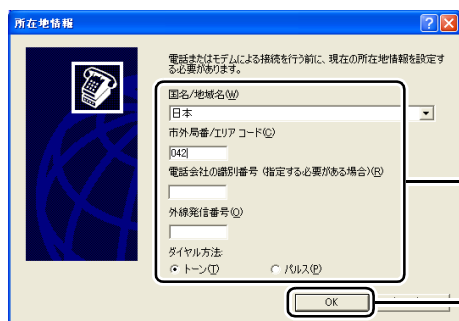 所在地情報
電話またはモデムによる接続を行う前に、現在の所在地情報を設定す
る必要があります。
国名/地域名(W)
日本
市外局番/エリア コード(C)
042
電話会社の識別番号 (指定する必要がある場合)(R)
外線発信番号(O)
ダイヤル方法:
トーン(T) パルス(P)
OK